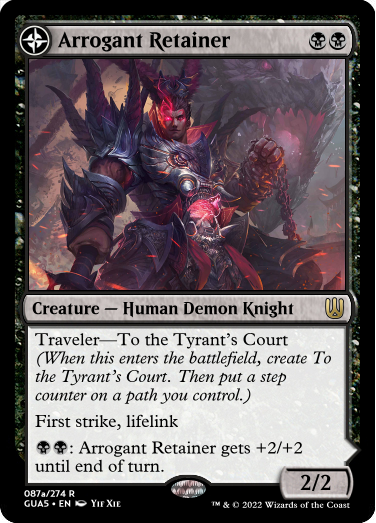 Arrogant Retainer
Creature — Human Demon Knight
Traveler—To the Tyrant's Court
(When this enters the battlefield, create To
the Tyrant's Court. Then put a step
counter on a path you control.)
First strike, lifelink
: Arrogant Retainer gets +2/+2
until end of turn.
2/2
087a/274 R
GUA5 • EN Yif Xie
™ & © 2022 Wizards of the Coast